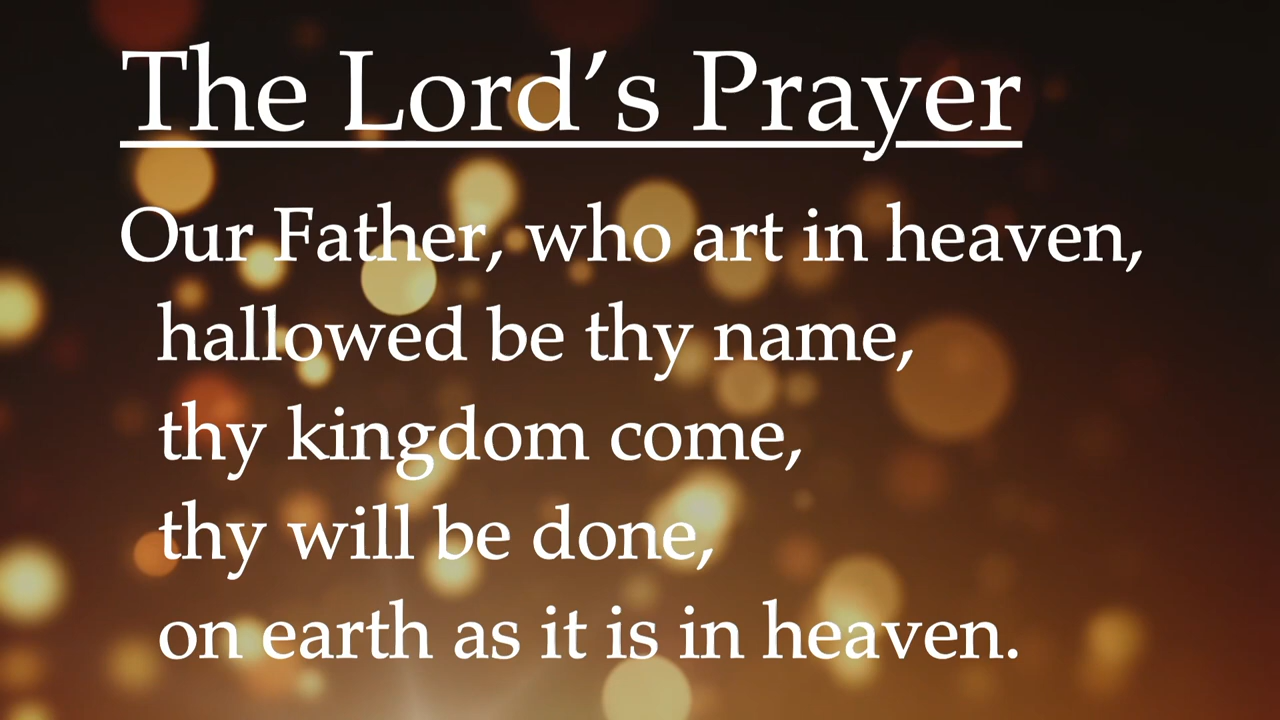 The Lord’s Prayer
Our Father, who art in heaven,
hallowed be thy name,
thy kingdom come,
thy will be done,
on earth as it is in heaven.